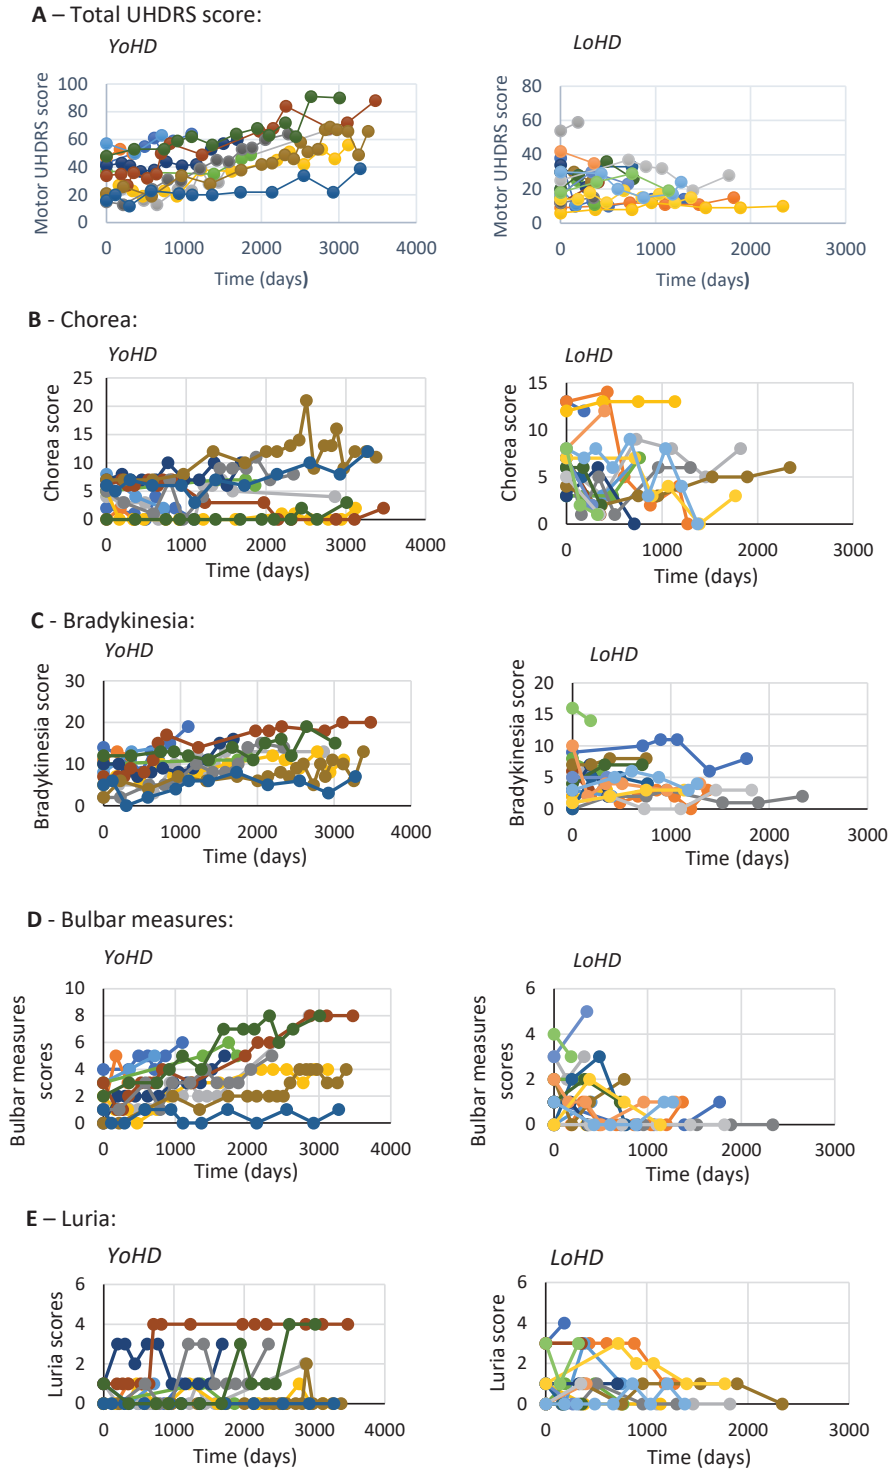 A – Total UHDRS score:
YoHD
LoHD
Motor UHDRS score
100
80
60
40
20
0
0 1000 2000 3000 4000
Time (days)
Motor UHDRS score
80
60
40
20
0
0 1000 2000 3000
Time (days)
B - Chorea:
YoHD
LoHD
Chorea score
25
20
15
10
5
0
0 1000 2000 3000 4000
Time (days)
Chorea score
15
10
5
0
0 1000 2000 3000
Time (days)
C - Bradykinesia:
YoHD
LoHD
Bradykinesia score
30
20
10
0
0 1000 2000 3000 4000
Time (days)
Bradykinesia score
20
15
10
5
0
0 1000 2000 3000
Time (days)
D - Bulbar measures:
YoHD
LoHD
Bulbar measures
scores
10
8
6
4
2
0
0 1000 2000 3000 4000
Time (days)
Bulbar measures
scores
6
4
2
0
0 1000 2000 3000
Time (days)
E – Luria:
YoHD
LoHD
Luria scores
6
4
2
0
0 1000 2000 3000 4000
Time (days)
Luria score
6
4
2
0
0 1000 2000 3000
Time (days)